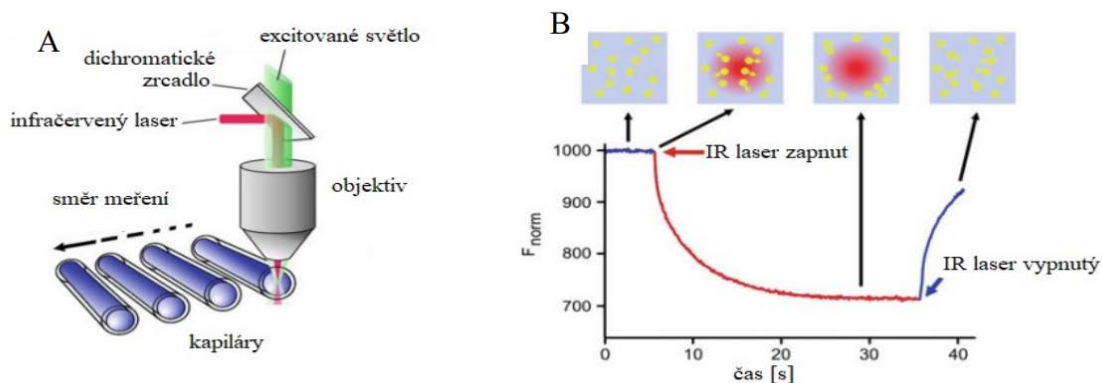 A
excitované světlo
dichromatické
zrcadlo
infračervený laser
objektiv
směr meření
kapiláry
B
IR laser zapnut
IR laser vypnutý
1000
900
800
700
F norm
0
10
20
30
40
čas [s]